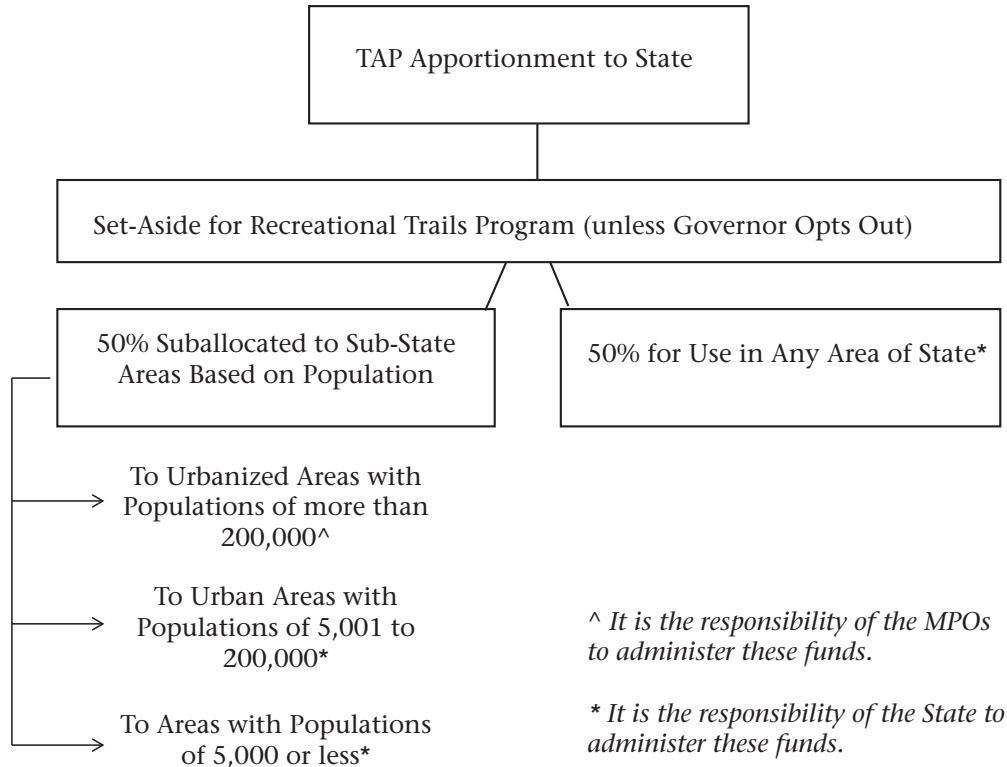 TAP Apportionment to State
Set-Aside for Recreational Trails Program (unless Governor Opts Out)
50% Suballocated to Sub-State
Areas Based on Population
50% for Use in Any Area of State*
To Urbanized Areas with
Populations of more than
200,000^
To Urban Areas with
Populations of 5,001 to
200,000*
To Areas with Populations
of 5,000 or less*
^ It is the responsibility of the MPOs
to administer these funds.
* It is the responsibility of the State to
administer these funds.